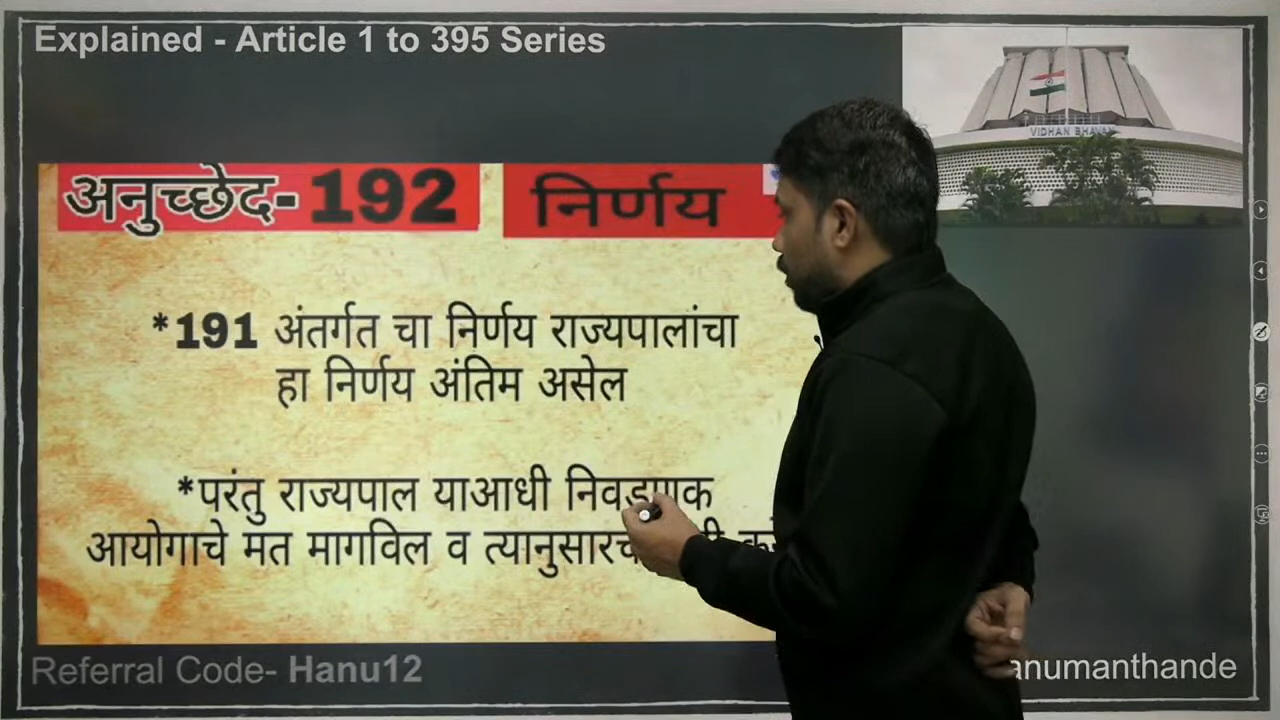 Explained - Article 1 to 395 Series
VIDHAN BHAVAN
अनुच्छेद- 192
निर्णय
*191 अंतर्गत चा निर्णय राज्यपालांचा
हा निर्णय अंतिम असेल
*परंतु राज्यपाल याआधी निवडणूक
आयोगाचे मत मागविल व
Referral Code- Hanu12
anumanthande